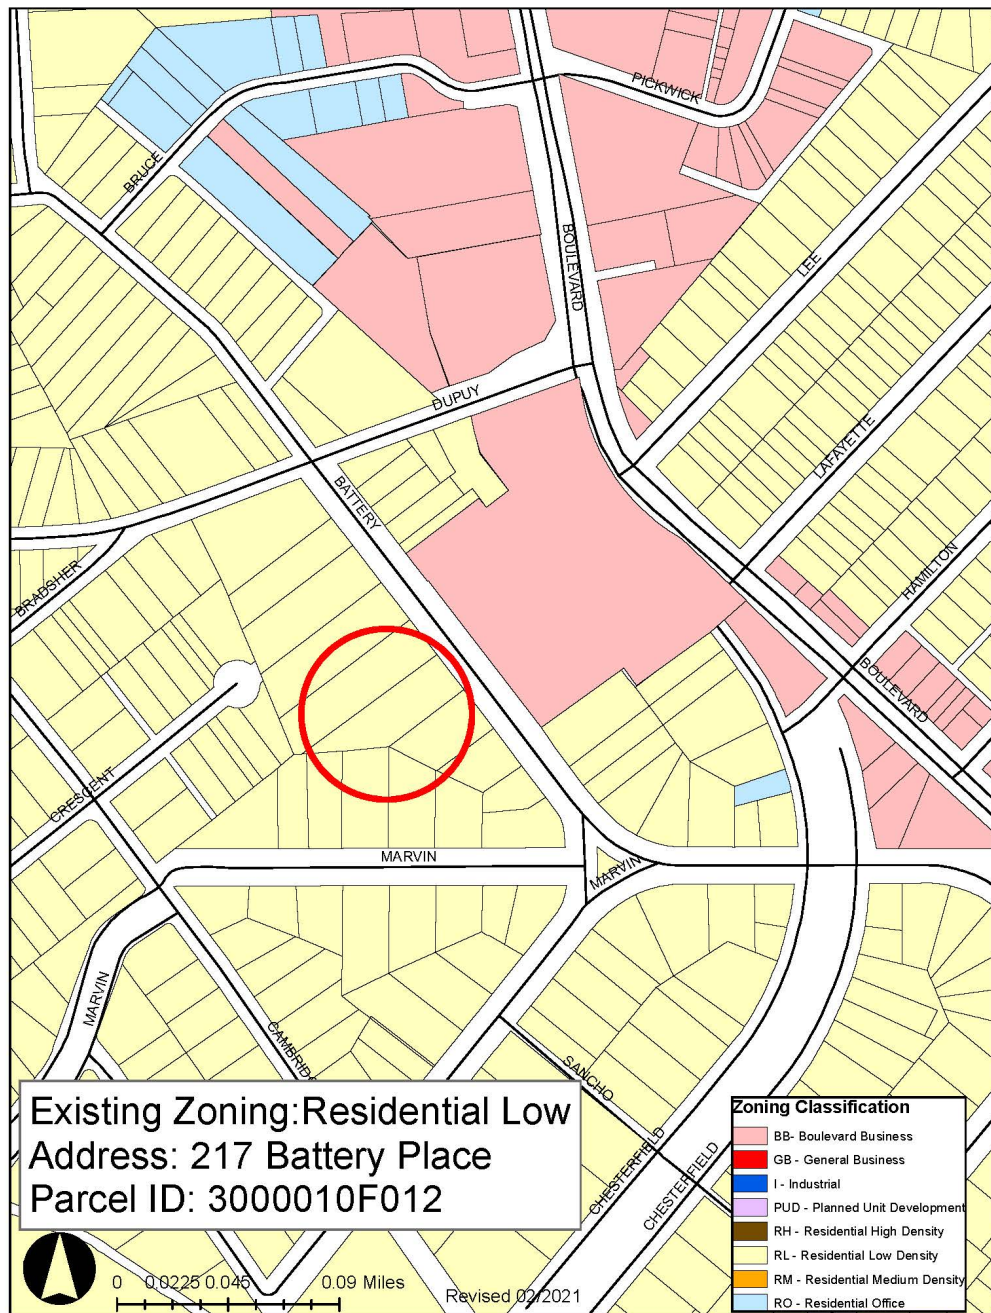 PICKWICK
BRUCE
BOULEVARD
LEE
DUPUY
LAFAYETTE
BATTERY
HAMILTON
BRADSHER
BOULEVARD
CRESCENT
MARVIN
MARVIN
MARVIN
CAMBRIDG
SANCHO
CHESTERFIELD
CHESTERFIELD
Existing Zoning:Residential Low
Address: 217 Battery Place
Parcel ID: 3000010F012
Zoning Classification
BB- Boulevard Business
GB - General Business
I - Industrial
PUD - Planned Unit Development
RH - Residential High Density
RL - Residential Low Density
RM - Residential Medium Density
RO - Residential Office
0 0.0225 0.045 0.09 Miles
Revised 02/2021